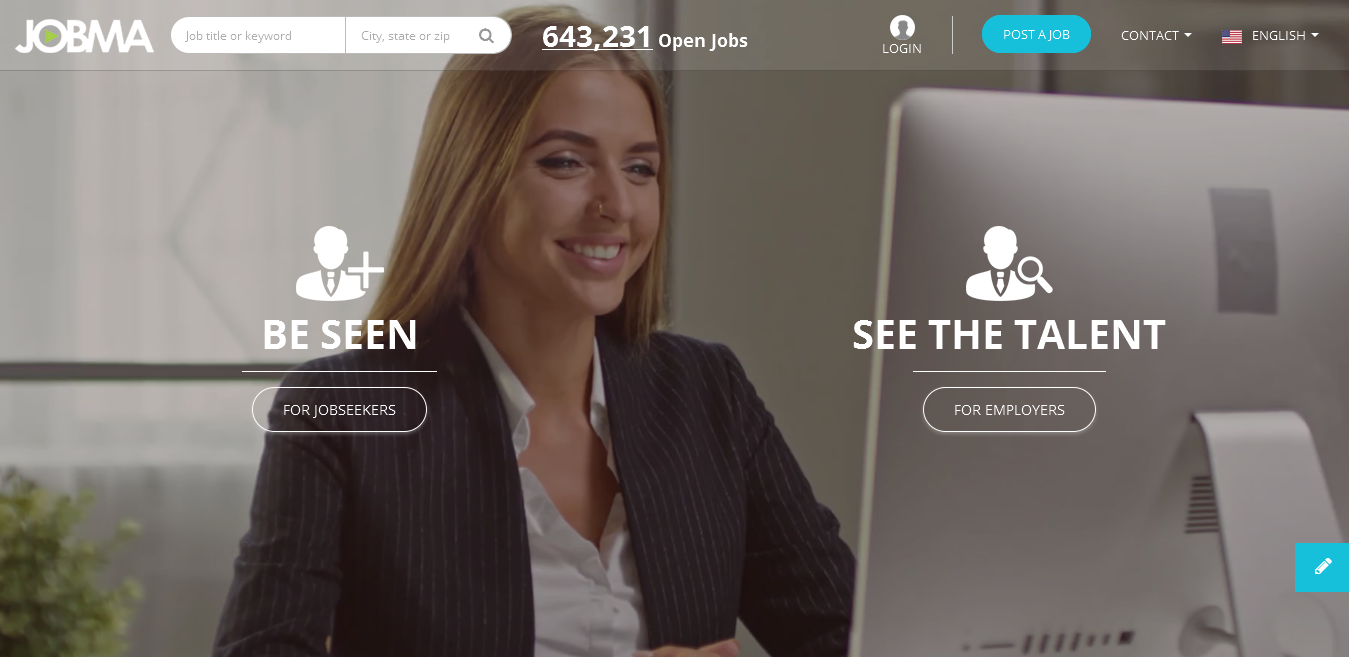 JOBMA
Job title or keyword
City, state or zip
643,231 Open Jobs
LOGIN
POST A JOB
CONTACT
ENGLISH
BE SEEN
FOR JOBSEEKERS
SEE THE TALENT
FOR EMPLOYERS